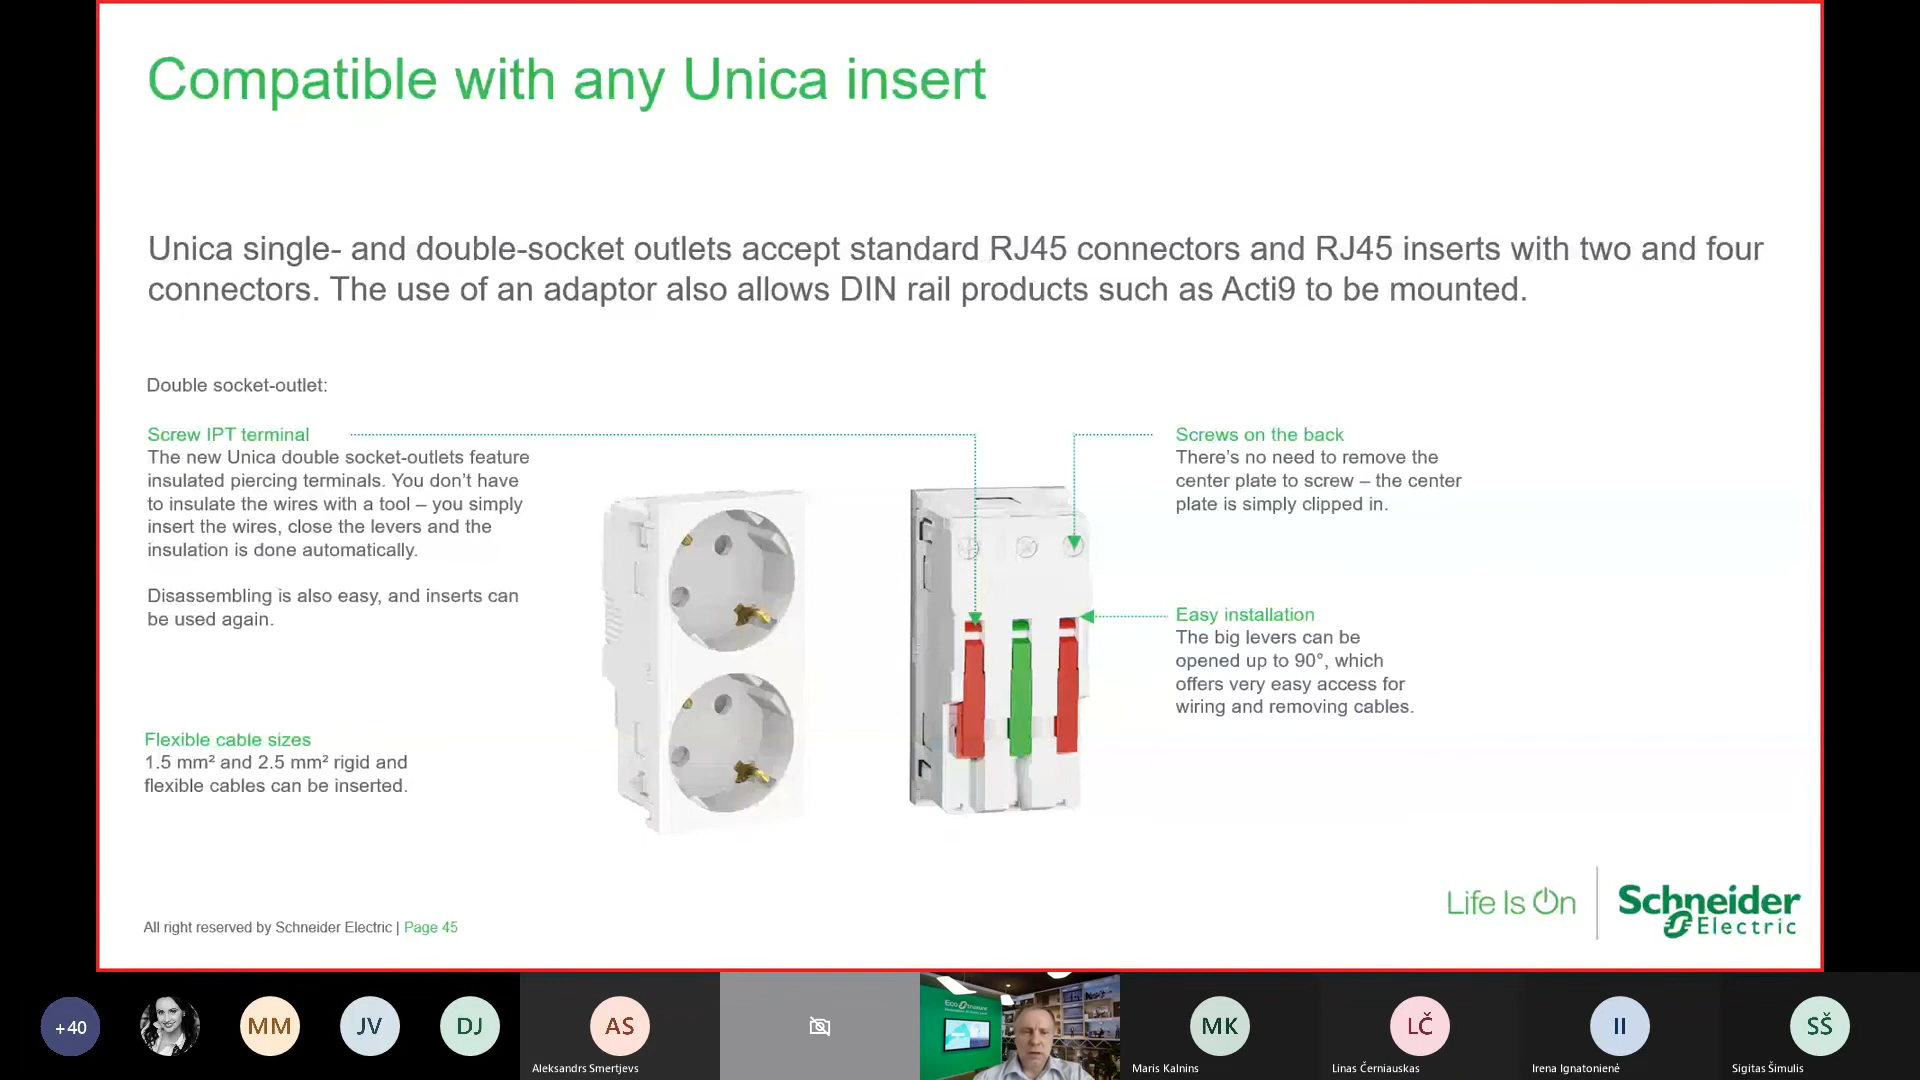 Compatible with any Unica insert
Unica single- and double-socket outlets accept standard RJ45 connectors and RJ45 inserts with two and four
connectors. The use of an adaptor also allows DIN rail products such as Acti9 to be mounted.
Double socket-outlet:
Screw IPT terminal
The new Unica double socket-outlets feature
insulated piercing terminals. You don’t have
to insulate the wires with a tool – you simply
insert the wires, close the levers and the
insulation is done automatically.
Disassembling is also easy, and inserts can
be used again.
Flexible cable sizes
1.5 mm² and 2.5 mm² rigid and
flexible cables can be inserted.
Screws on the back
There’s no need to remove the
center plate to screw – the center
plate is simply clipped in.
Easy installation
The big levers can be
opened up to 90°, which
offers very easy access for
wiring and removing cables.
All right reserved by Schneider Electric | Page 45
Life Is On
Schneider
Electric
+40
MM
JV
DJ
AS
Aleksandrs Smertjevs
MK
Maris Kalnins
LČ
Linas Černiauskas
II
Irena Ignatonienė
SŠ
Sigitas Šimulis